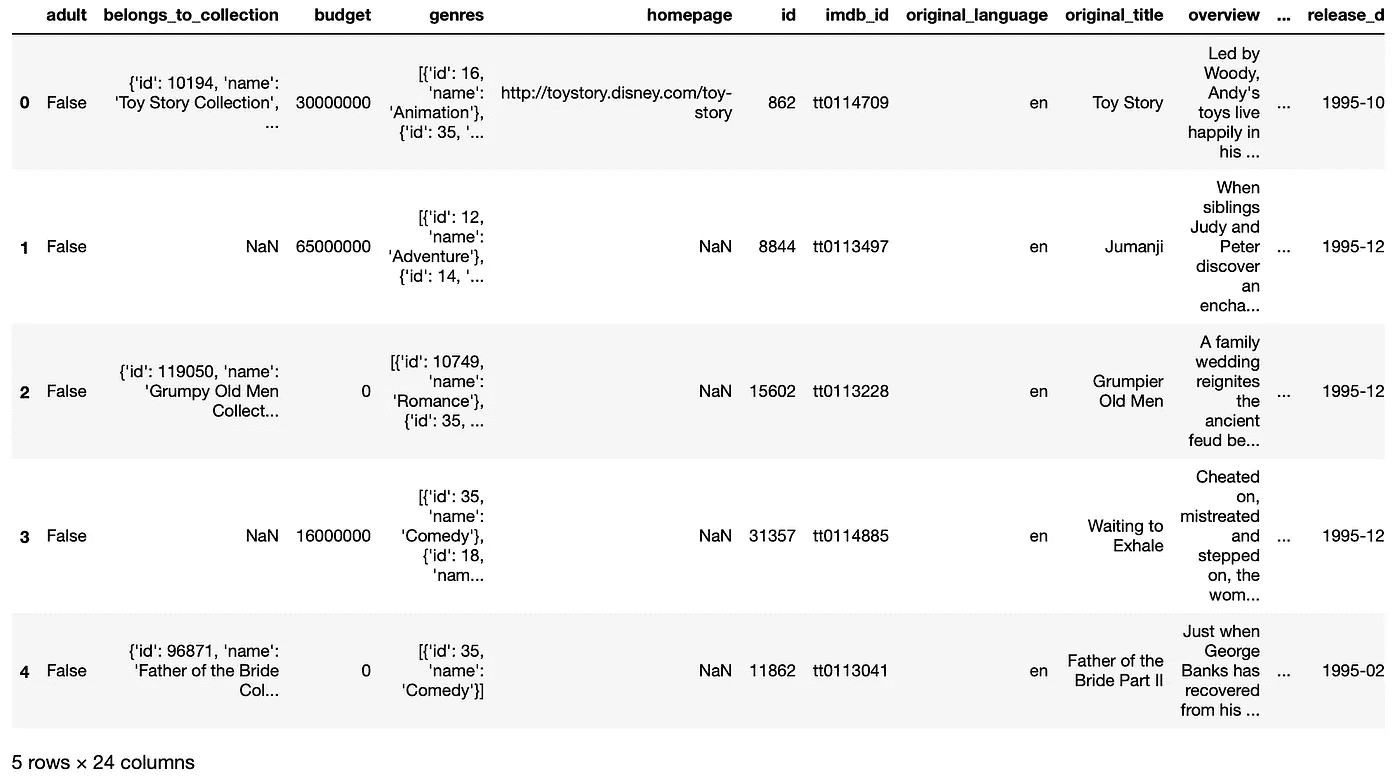 adult belongs_to_collection budget genres homepage id imdb_id original_language original_title overview ... release_d
0 False {'id': 10194, 'name': 'Toy Story Collection', ... 30000000 [{'id': 16, 'name': 'Animation'}, {'id': 35, '... http://toystory.disney.com/toy-story 862 tt0114709 en Toy Story Led by Woody, Andy's toys live happily in his ... ... 1995-10
1 False NaN 65000000 [{'id': 12, 'name': 'Adventure'}, {'id': 14, '... NaN 8844 tt0113497 en Jumanji When siblings Judy and Peter discover an encha... ... 1995-12
2 False {'id': 119050, 'name': 'Grumpy Old Men Collect... 0 [{'id': 10749, 'name': 'Romance'}, {'id': 35, ... NaN 15602 tt0113228 en Grumpier Old Men A family wedding reignites the ancient feud be... ... 1995-12
3 False NaN 16000000 [{'id': 35, 'name': 'Comedy'}, {'id': 18, 'nam... NaN 31357 tt0114885 en Waiting to Exhale Cheated on, mistreated and stepped on, the wom... ... 1995-12
4 False {'id': 96871, 'name': 'Father of the Bride Col... 0 [{'id': 35, 'name': 'Comedy'}] NaN 11862 tt0113041 en Father of the Bride Part II Just when George Banks has recovered from his ... ... 1995-02
5 rows × 24 columns